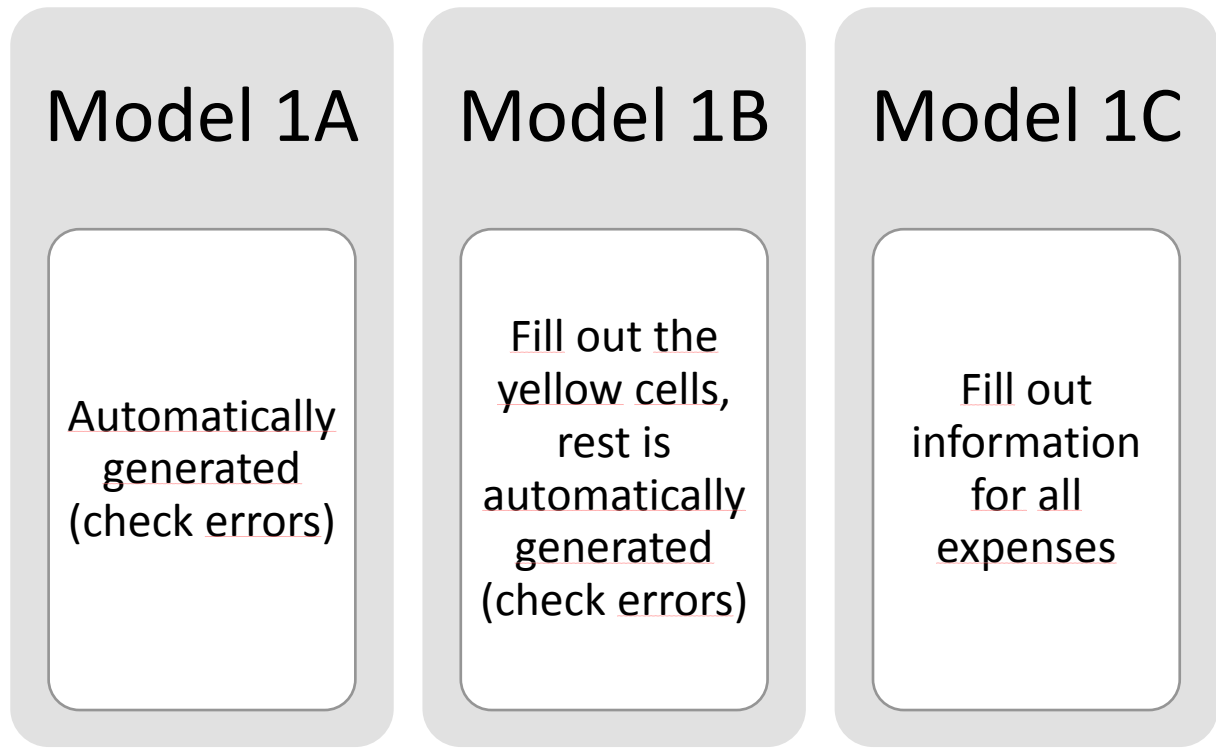 Model 1A
Automatically
generated
(check errors)
Model 1B
Fill out the
yellow cells,
rest is
automatically
generated
(check errors)
Model 1C
Fill out
information
for all
expenses